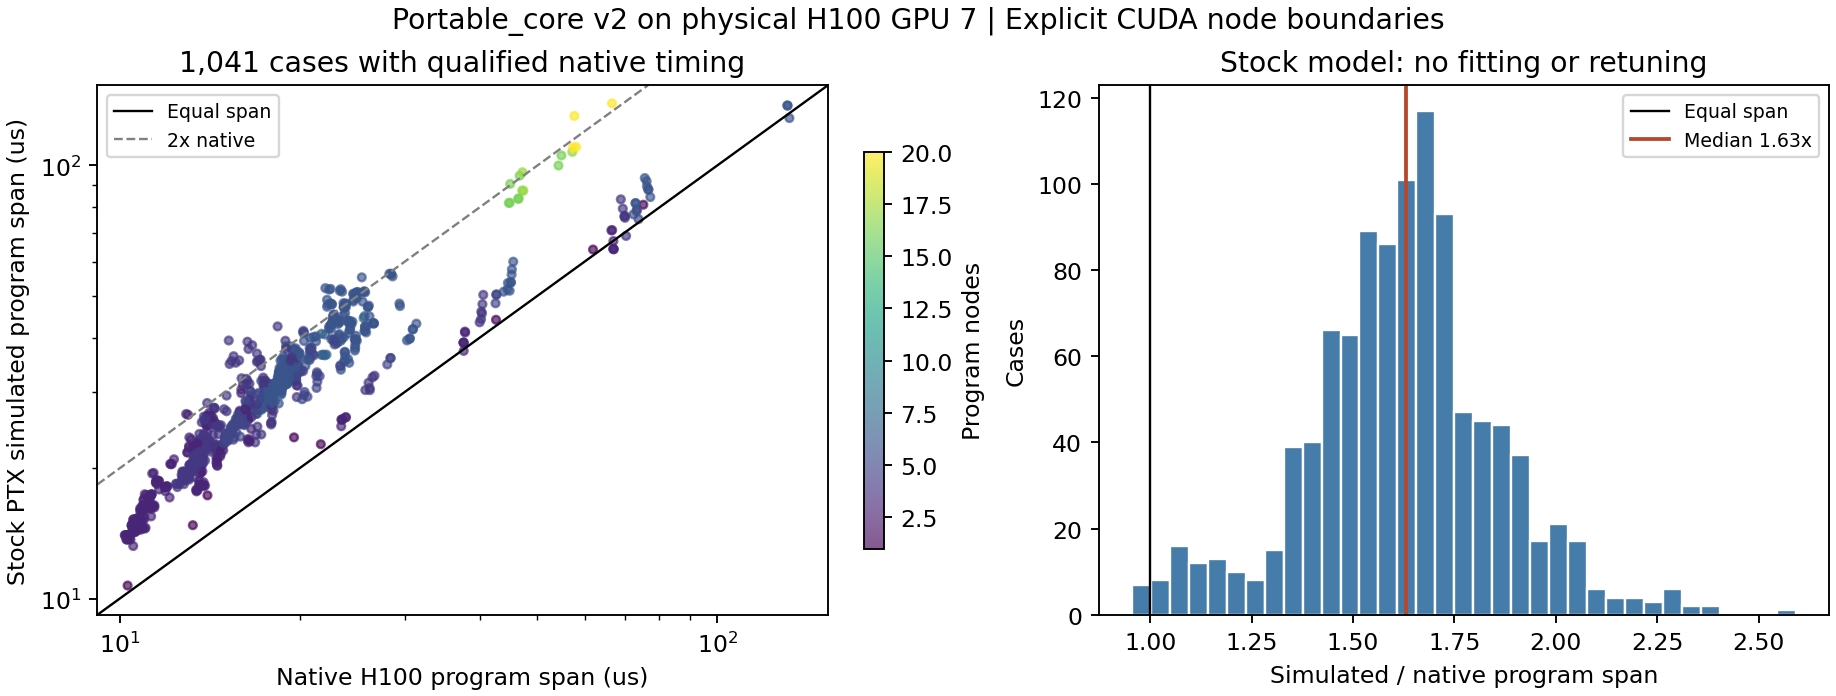 Portable_core v2 on physical H100 GPU 7 | Explicit CUDA node boundaries
1,041 cases with qualified native timing
Equal span
2x native
Stock PTX simulated program span (us)
10²
10¹
10¹
10²
Native H100 program span (us)
20.0
17.5
15.0
12.5
10.0
7.5
5.0
2.5
Program nodes
Stock model: no fitting or retuning
Equal span
Median 1.63x
Cases
120
100
80
60
40
20
0
1.00
1.25
1.50
1.75
2.00
2.25
2.50
Simulated / native program span